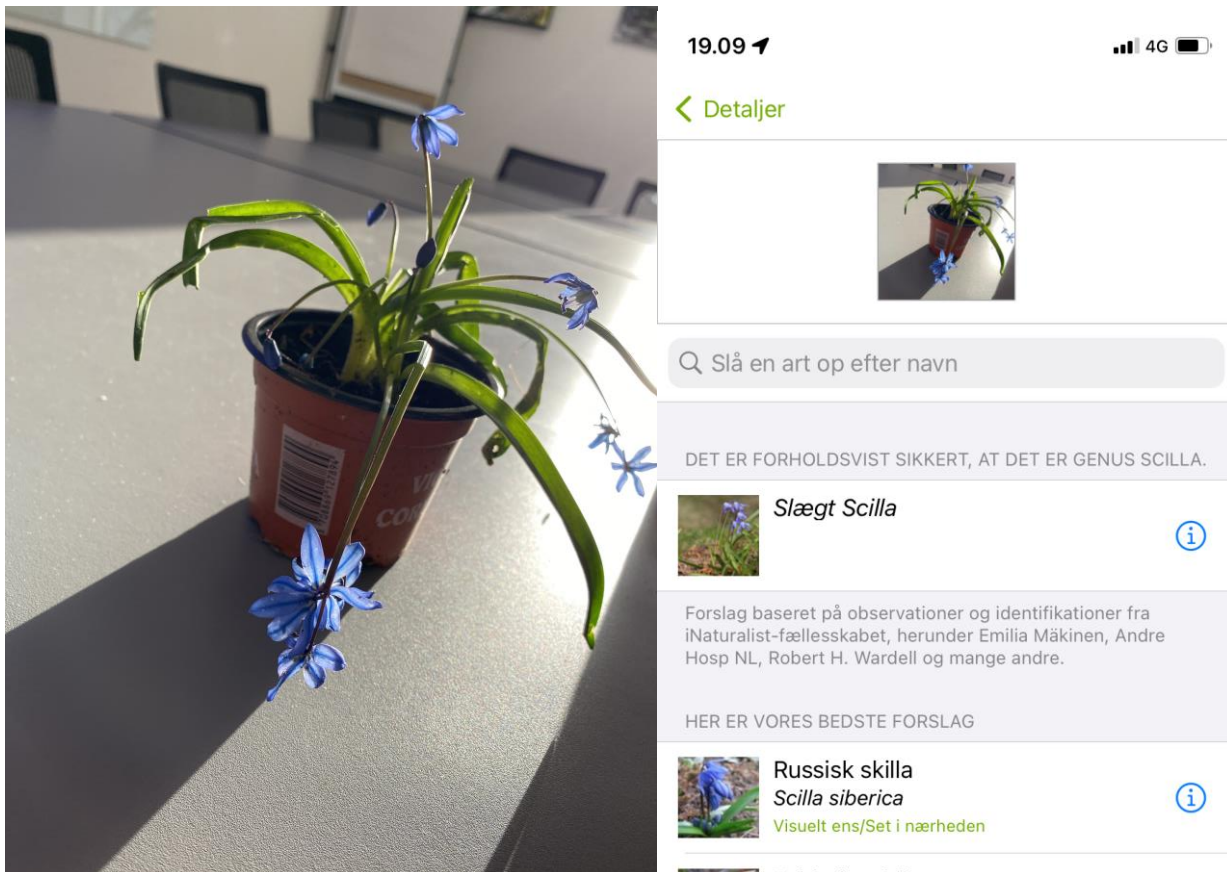 VI
COR
19.09
4G
Detaljer
Slå en art op efter navn
DET ER FORHOLDSVIST SIKKERT, AT DET ER GENUS SCILLA.
Slægt Scilla
Forslag baseret på observationer og identifikationer fra
iNaturalist-fællesskabet, herunder Emilia Mäkinen, Andre
Hosp NL, Robert H. Wardell og mange andre.
HER ER VORES BEDSTE FORSLAG
Russisk skilla
Scilla siberica
Visuelt ens/Set i nærheden